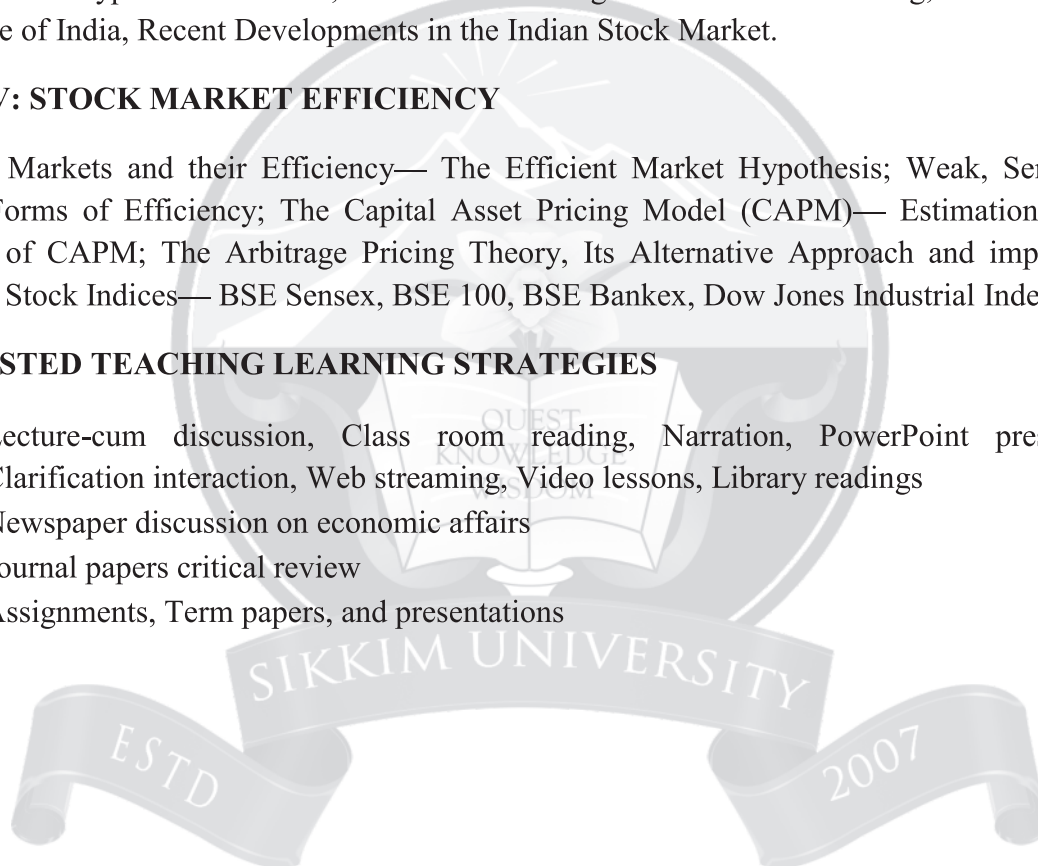 e of India, Recent Developments in the Indian Stock Market.
V: STOCK MARKET EFFICIENCY
Markets and their Efficiency— The Efficient Market Hypothesis; Weak, Se
Forms of Efficiency; The Capital Asset Pricing Model (CAPM)— Estimation
of CAPM; The Arbitrage Pricing Theory, Its Alternative Approach and imp
Stock Indices— BSE Sensex, BSE 100, BSE Bankex, Dow Jones Industrial Inde
STED TEACHING LEARNING STRATEGIES
Lecture-cum discussion, Class room reading, Narration, PowerPoint pres
Clarification interaction, Web streaming, Video lessons, Library readings
Newspaper discussion on economic affairs
ournal papers critical review
Assignments, Term papers, and presentations
QUEST
KNOWLEDGE
WISDOM
SIKKIM UNIVERSITY
ESTD
2007